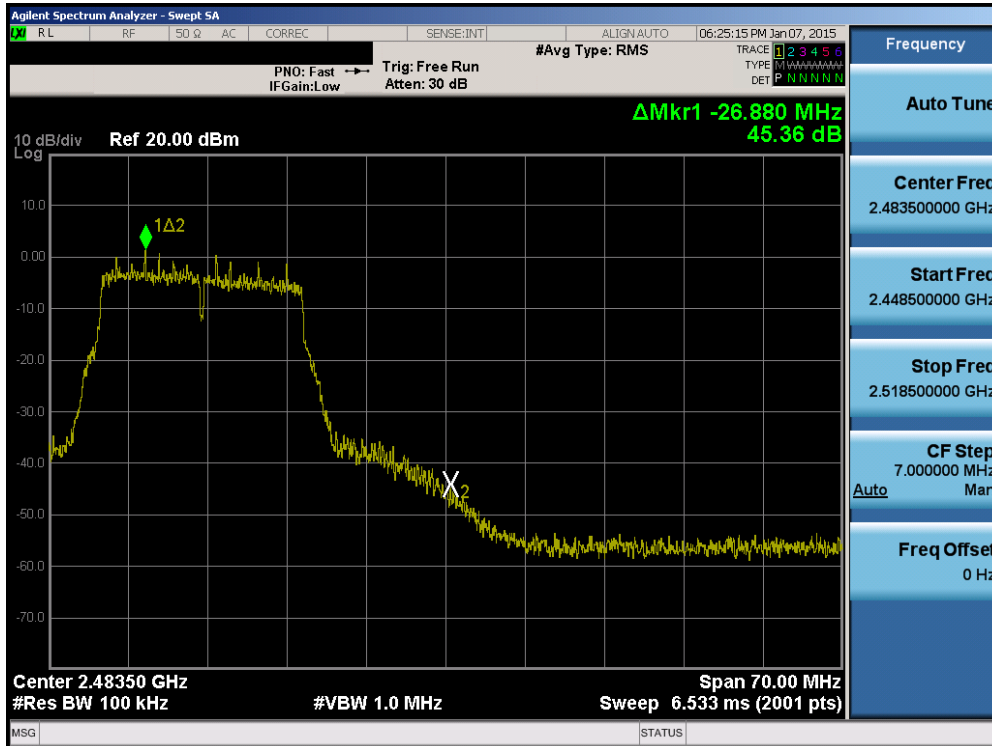 Agilent Spectrum Analyzer - Swept SA
LXI RL RF 50 Ω AC CORREC SENSE:INT ALIGN AUTO 06:25:15 PM Jan 07, 2015
#Avg Type: RMS
TRACE 1 2 3 4 5 6
PNO: Fast Trig: Free Run
TYPE M WWWWW
IFGain:Low Atten: 30 dB
DET P N N N N N
ΔMkr1 -26.880 MHz
45.36 dB
10 dB/div Ref 20.00 dBm
Log
10.0
1Δ2
0.00
-10.0
-20.0
-30.0
-40.0
2
-50.0
-60.0
-70.0
Center 2.48350 GHz Span 70.00 MHz
#Res BW 100 kHz #VBW 1.0 MHz Sweep 6.533 ms (2001 pts)
MSG STATUS
Frequency
Auto Tune
Center Freq
2.483500000 GHz
Start Freq
2.448500000 GHz
Stop Freq
2.518500000 GHz
CF Step
7.000000 MHz
Auto Man
Freq Offset
0 Hz